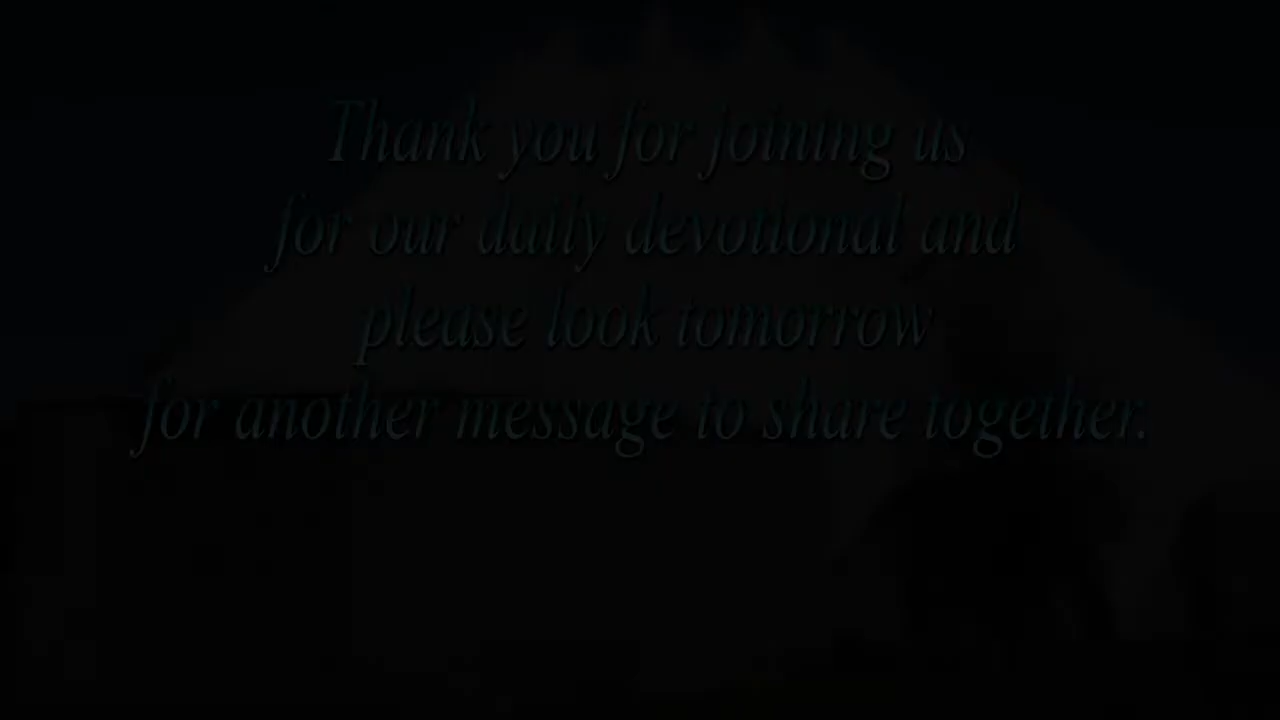 Thank you for joining us
for our daily devotional and
please look tomorrow
for another message to share together.